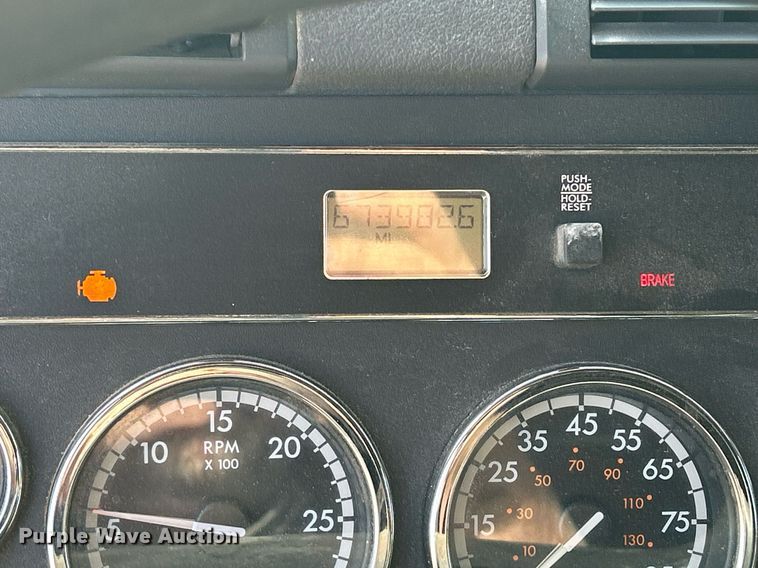 673982.6
MI
PUSH-
MODE
HOLD-
RESET
BRAKE
5 10 15 20 25
RPM
X 100
15 25 35 45 55 65 75
10 30 50 70 90 110 130
Purple Wave Auction